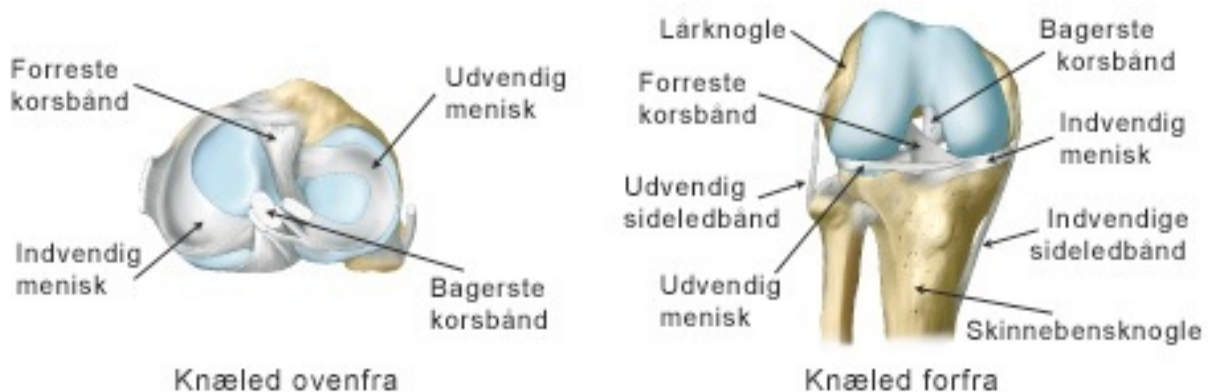 Forreste
korsbånd
Udvendig
menisk
Indvendig
menisk
Bagerste
korsbånd
Knæled ovenfra
Lårknogle
Bagerste
korsbånd
Forreste
korsbånd
Indvendig
menisk
Udvendig
sideledbånd
Indvendige
sideledbånd
Udvendig
menisk
Skinnebensknogle
Knæled forfra